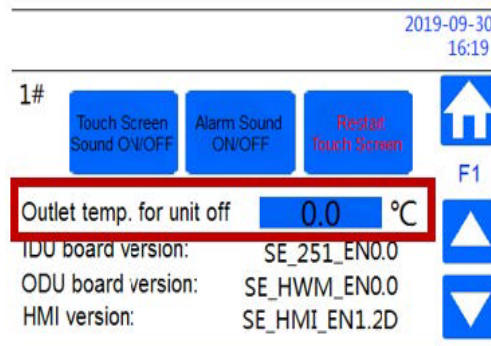 2019-09-30
16:19
1#
Touch Screen
Sound ON/OFF
Alarm Sound
ON/OFF
Restart
Touch Screen
F1
Outlet temp. for unit off 0.0 °C
IDU board version: SE_251_EN0.0
ODU board version: SE_HWM_EN0.0
HMI version: SE_HMI_EN1.2D